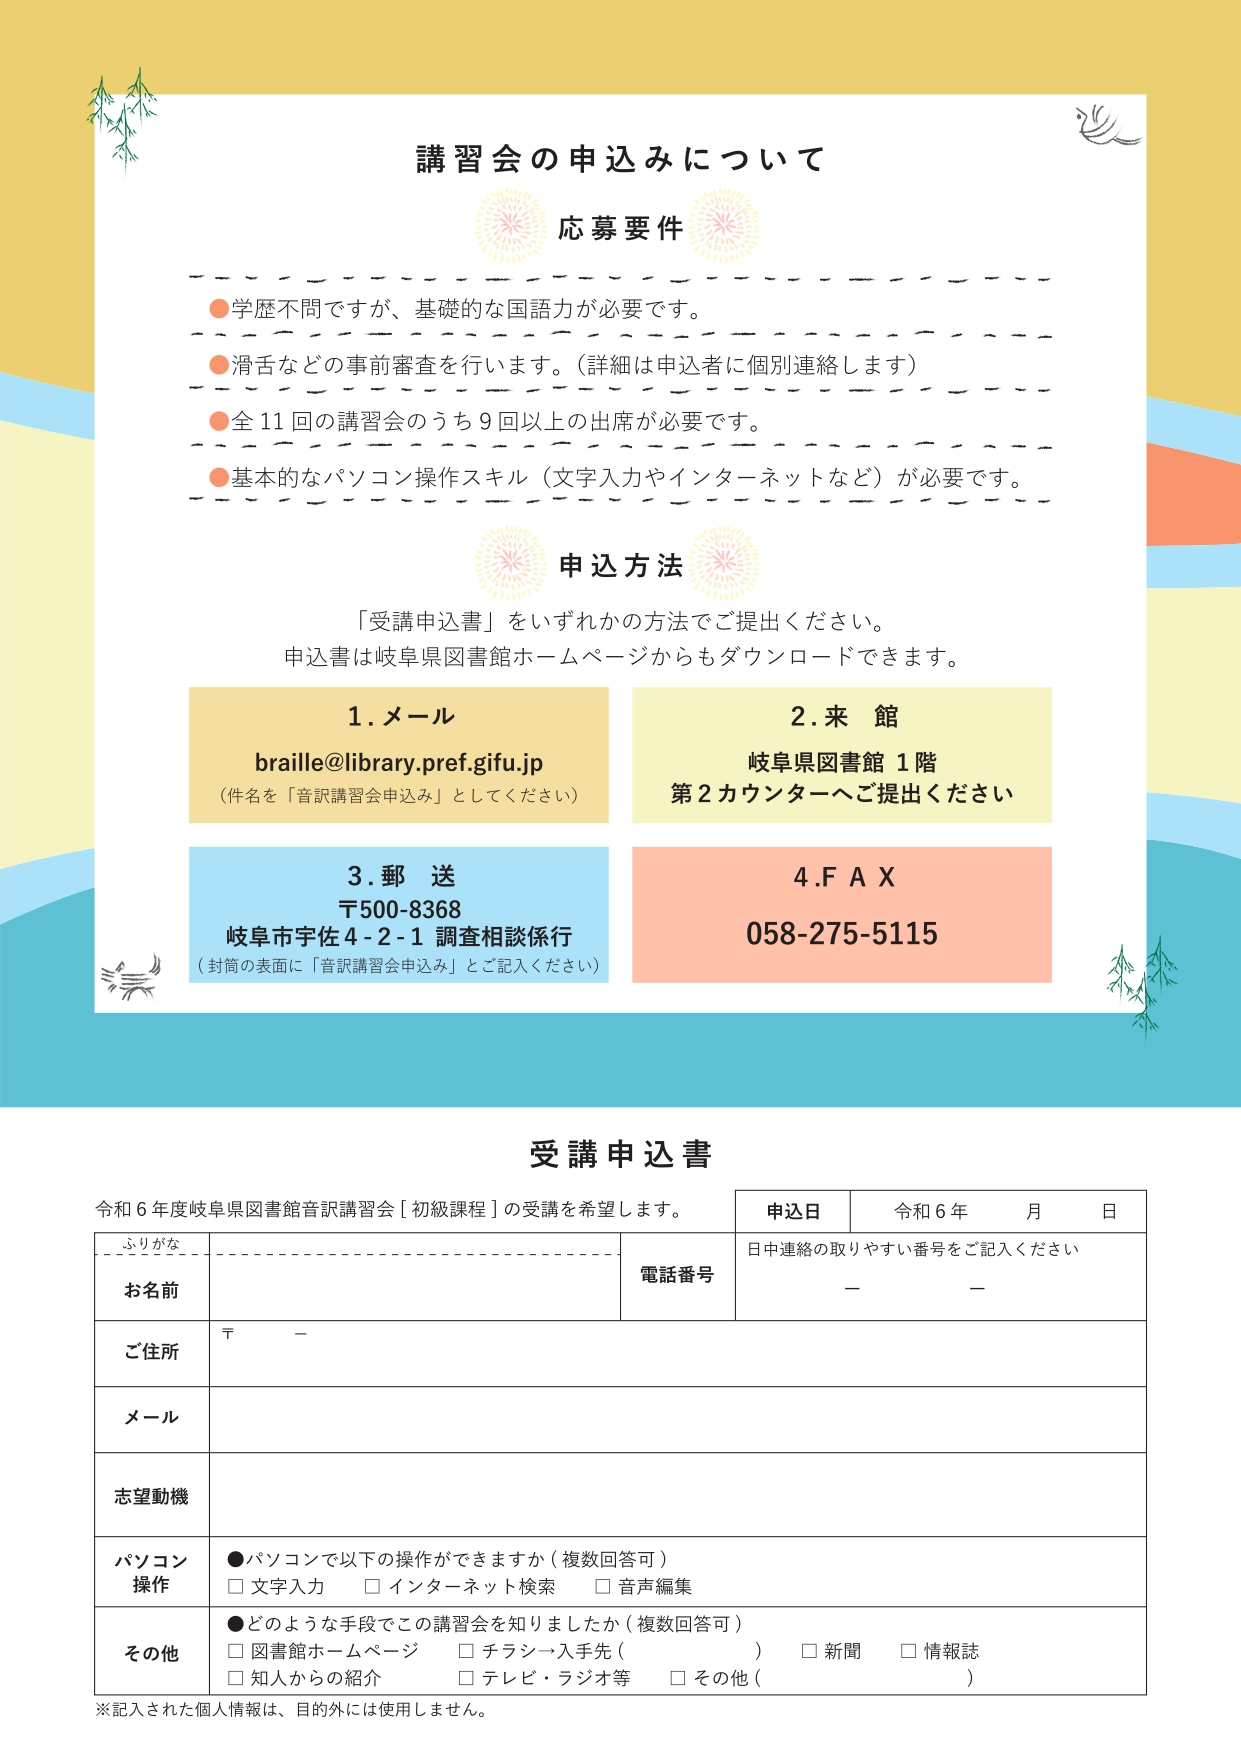 講習会の申込みについて
応募要件
●学歴不問ですが、基礎的な国語力が必要です。
●滑舌などの事前審査を行います。（詳細は申込者に個別連絡します）
●全 11 回の講習会のうち９回以上の出席が必要です。
●基本的なパソコン操作スキル（文字入力やインターネットなど）が必要です。
申込方法
「受講申込書」をいずれかの方法でご提出ください。
申込書は岐阜県図書館ホームページからもダウンロードできます。
1. メール
braille@library.pref.gifu.jp
（件名を「音訳講習会申込み」としてください）
2. 来　館
岐阜県図書館 １階
第２カウンターへご提出ください
3. 郵　送
〒500-8368
岐阜市宇佐４-２-１ 調査相談係行
（封筒の表面に「音訳講習会申込み」とご記入ください）
4.ＦＡＸ
058-275-5115
受講申込書
令和６年度岐阜県図書館音訳講習会 [ 初級課程 ] の受講を希望します。
申込日　令和６年　　月　　日
ふりがな
お名前
電話番号
日中連絡の取りやすい番号をご記入ください
－　　　－
ご住所
〒　　－
メール
志望動機
パソコン
操作
●パソコンで以下の操作ができますか ( 複数回答可 )
□ 文字入力　□ インターネット検索　□ 音声編集
その他
●どのような手段でこの講習会を知りましたか ( 複数回答可 )
□ 図書館ホームページ　□ チラシ→入手先 (　　　　　) 　□ 新聞　□ 情報誌
□ 知人からの紹介　□ テレビ・ラジオ等　□ その他 (　　　　　　　)
※記入された個人情報は、目的外には使用しません。